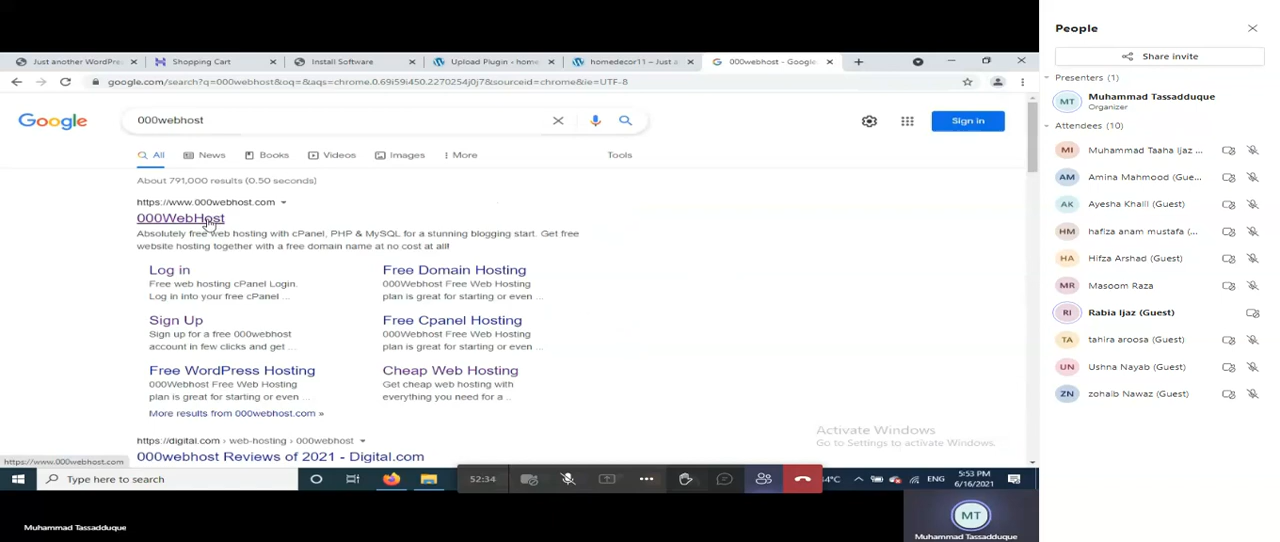 Just another WordPre
Shopping Cart
Install Software
Upload Plugin - home
homedecor11 – Just a
000webhost - Google
google.com/search?q=000webhost&oq=&aqs=chrome.0.69i59i450.2270254j0j7&sourceid=chrome&ie=UTF-8
Google
000webhost
Sign in
All
News
Books
Videos
Images
More
Tools
About 791,000 results (0.50 seconds)
https://www.000webhost.com
000WebHost
Absolutely free web hosting with cPanel, PHP & MySQL for a stunning blogging start. Get free
website hosting together with a free domain name at no cost at all!
Log in
Free web hosting cPanel Login.
Log in into your free cPanel ...
Free Domain Hosting
000Webhost Free Web Hosting
plan is great for starting or even ...
Sign Up
Sign up for a free 000webhost
account in few clicks and get ...
Free Cpanel Hosting
000Webhost Free Web Hosting
plan is great for starting or even ...
Free WordPress Hosting
000Webhost Free Web Hosting
plan is great for starting or even ...
Cheap Web Hosting
Get cheap web hosting with
everything you need for a ..
More results from 000webhost.com »
https://digital.com › web-hosting › 000webhost
000webhost Reviews of 2021 - Digital.com
Activate Windows
Go to Settings to activate Windows.
https://www.000webhost.com
Type here to search
52:34
4°C
ENG
5:53 PM
6/16/2021
Muhammad Tassadduque
MT
Muhammad Tassadduque
People
Share invite
Presenters (1)
MT
Muhammad Tassadduque
Organizer
Attendees (10)
MI
Muhammad Taaha Ijaz ...
AM
Amina Mahmood (Gue...
AK
Ayesha Khalil (Guest)
HM
hafiza anam mustafa (...
HA
Hifza Arshad (Guest)
MR
Masoom Raza
RI
Rabia Ijaz (Guest)
TA
tahira aroosa (Guest)
UN
Ushna Nayab (Guest)
ZN
zohaib Nawaz (Guest)